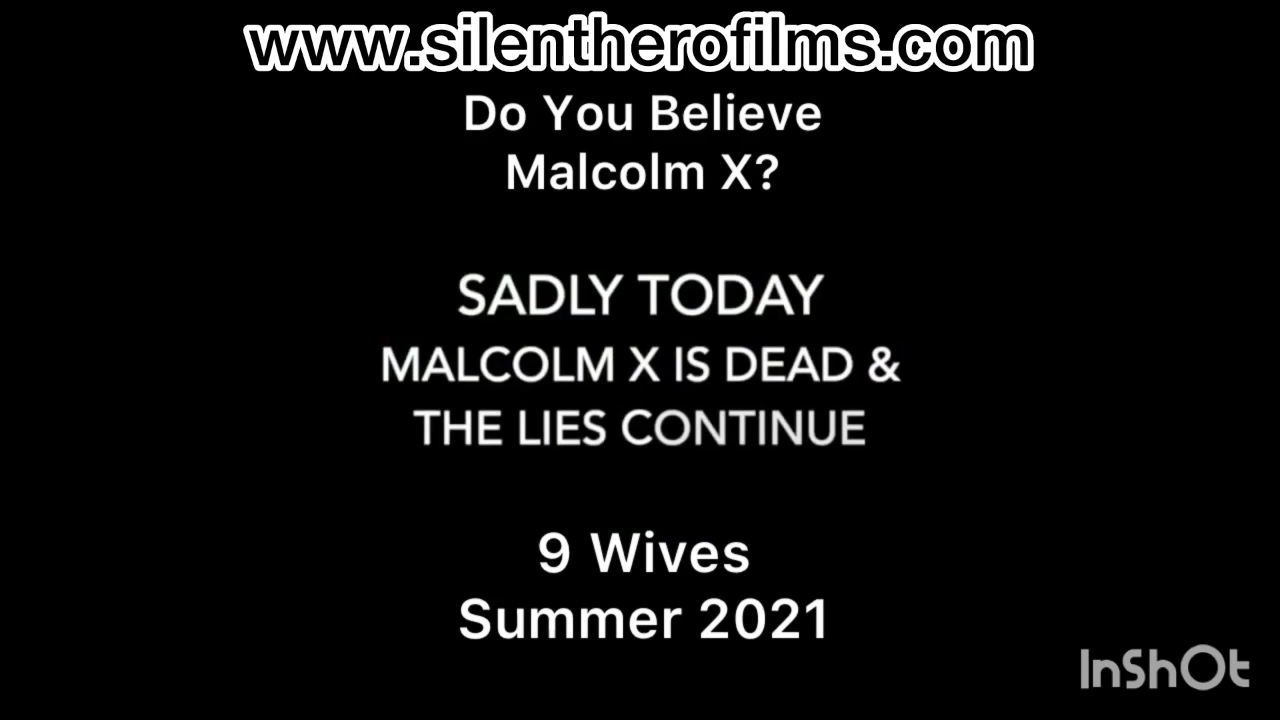 www.silentherofilms.com
Do You Believe
Malcolm X?
SADLY TODAY
MALCOLM X IS DEAD &
THE LIES CONTINUE
9 Wives
Summer 2021
InShOt